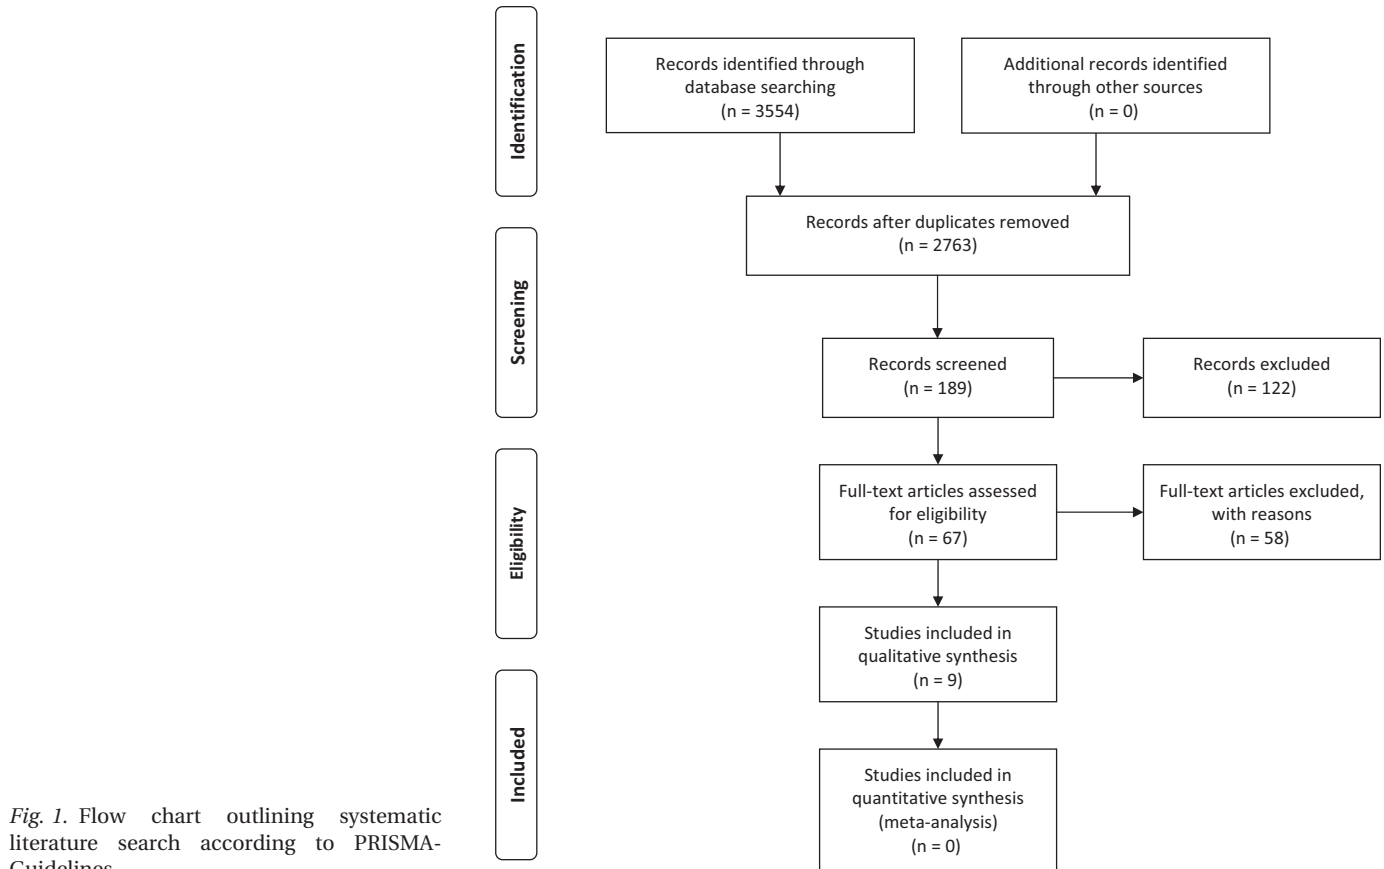 Identification
Records identified through
database searching
(n = 3554)
Additional records identified
through other sources
(n = 0)
Records after duplicates removed
(n = 2763)
Screening
Records screened
(n = 189)
Records excluded
(n = 122)
Eligibility
Full-text articles assessed
for eligibility
(n = 67)
Full-text articles excluded,
with reasons
(n = 58)
Studies included in
qualitative synthesis
(n = 9)
Included
Studies included in
quantitative synthesis
(meta-analysis)
(n = 0)
Fig. 1. Flow chart outlining systematic
literature search according to PRISMA-
Guidelines